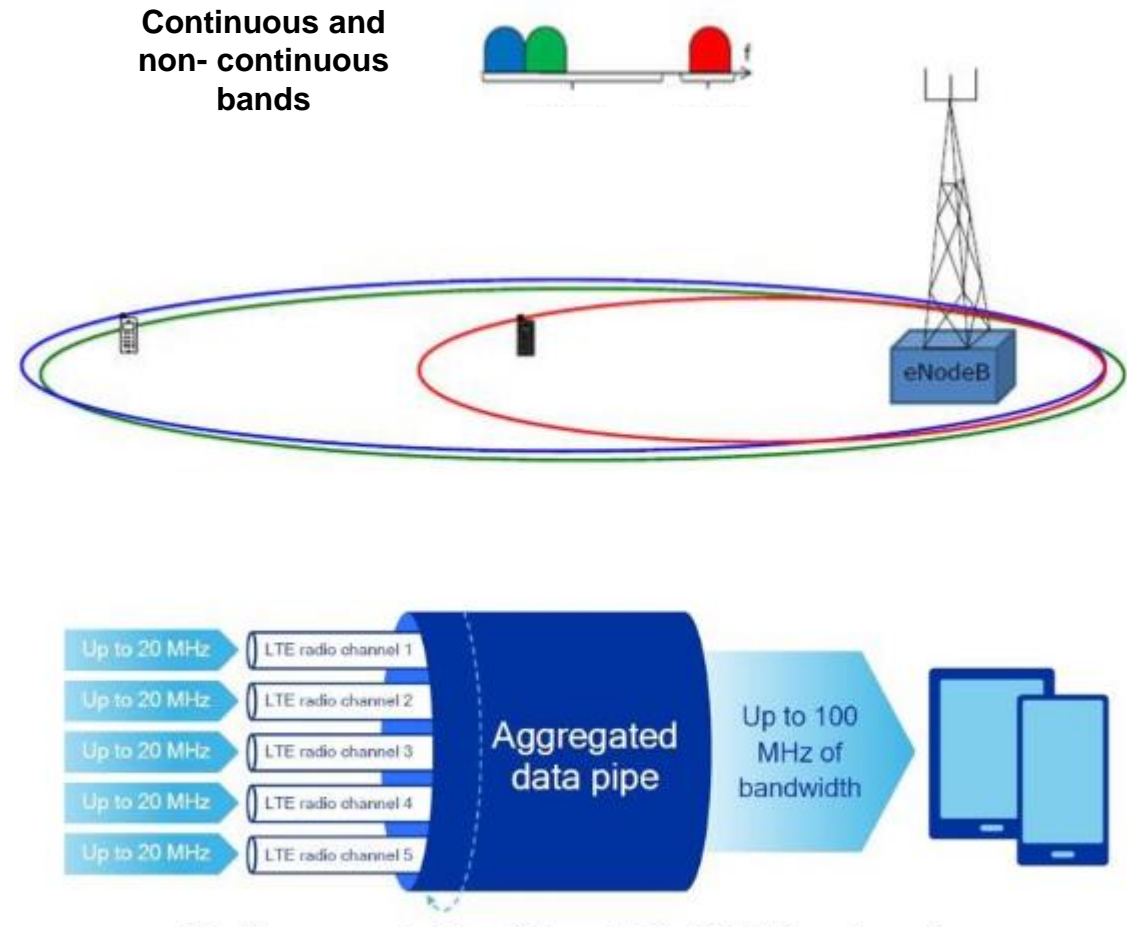 Continuous and
non- continuous
bands
f
eNodeB
Up to 20 MHz
LTE radio channel 1
Up to 20 MHz
LTE radio channel 2
Up to 20 MHz
LTE radio channel 3
Up to 20 MHz
LTE radio channel 4
Up to 20 MHz
LTE radio channel 5
Aggregated
data pipe
Up to 100
MHz of
bandwidth